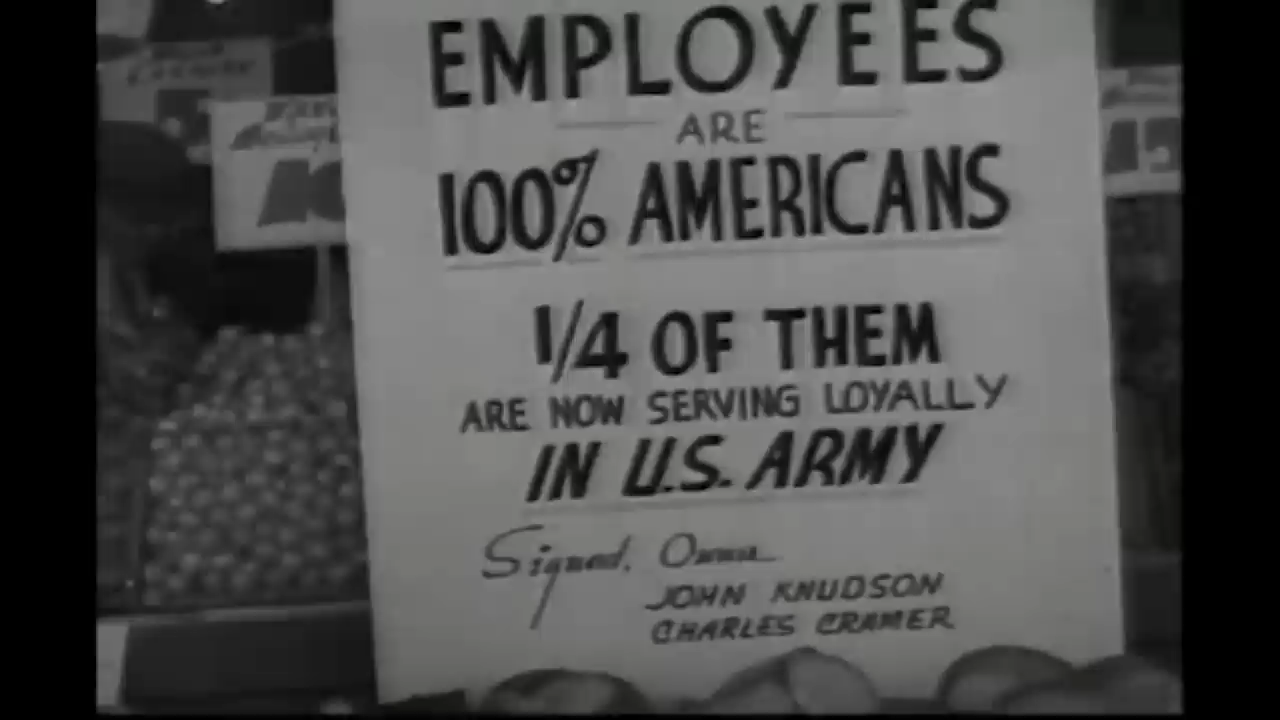 EMPLOYEES
ARE
100% AMERICANS
1/4 OF THEM
ARE NOW SERVING LOYALLY
IN U.S. ARMY
Signed, Owner
JOHN KNUDSON
CHARLES CRAMER